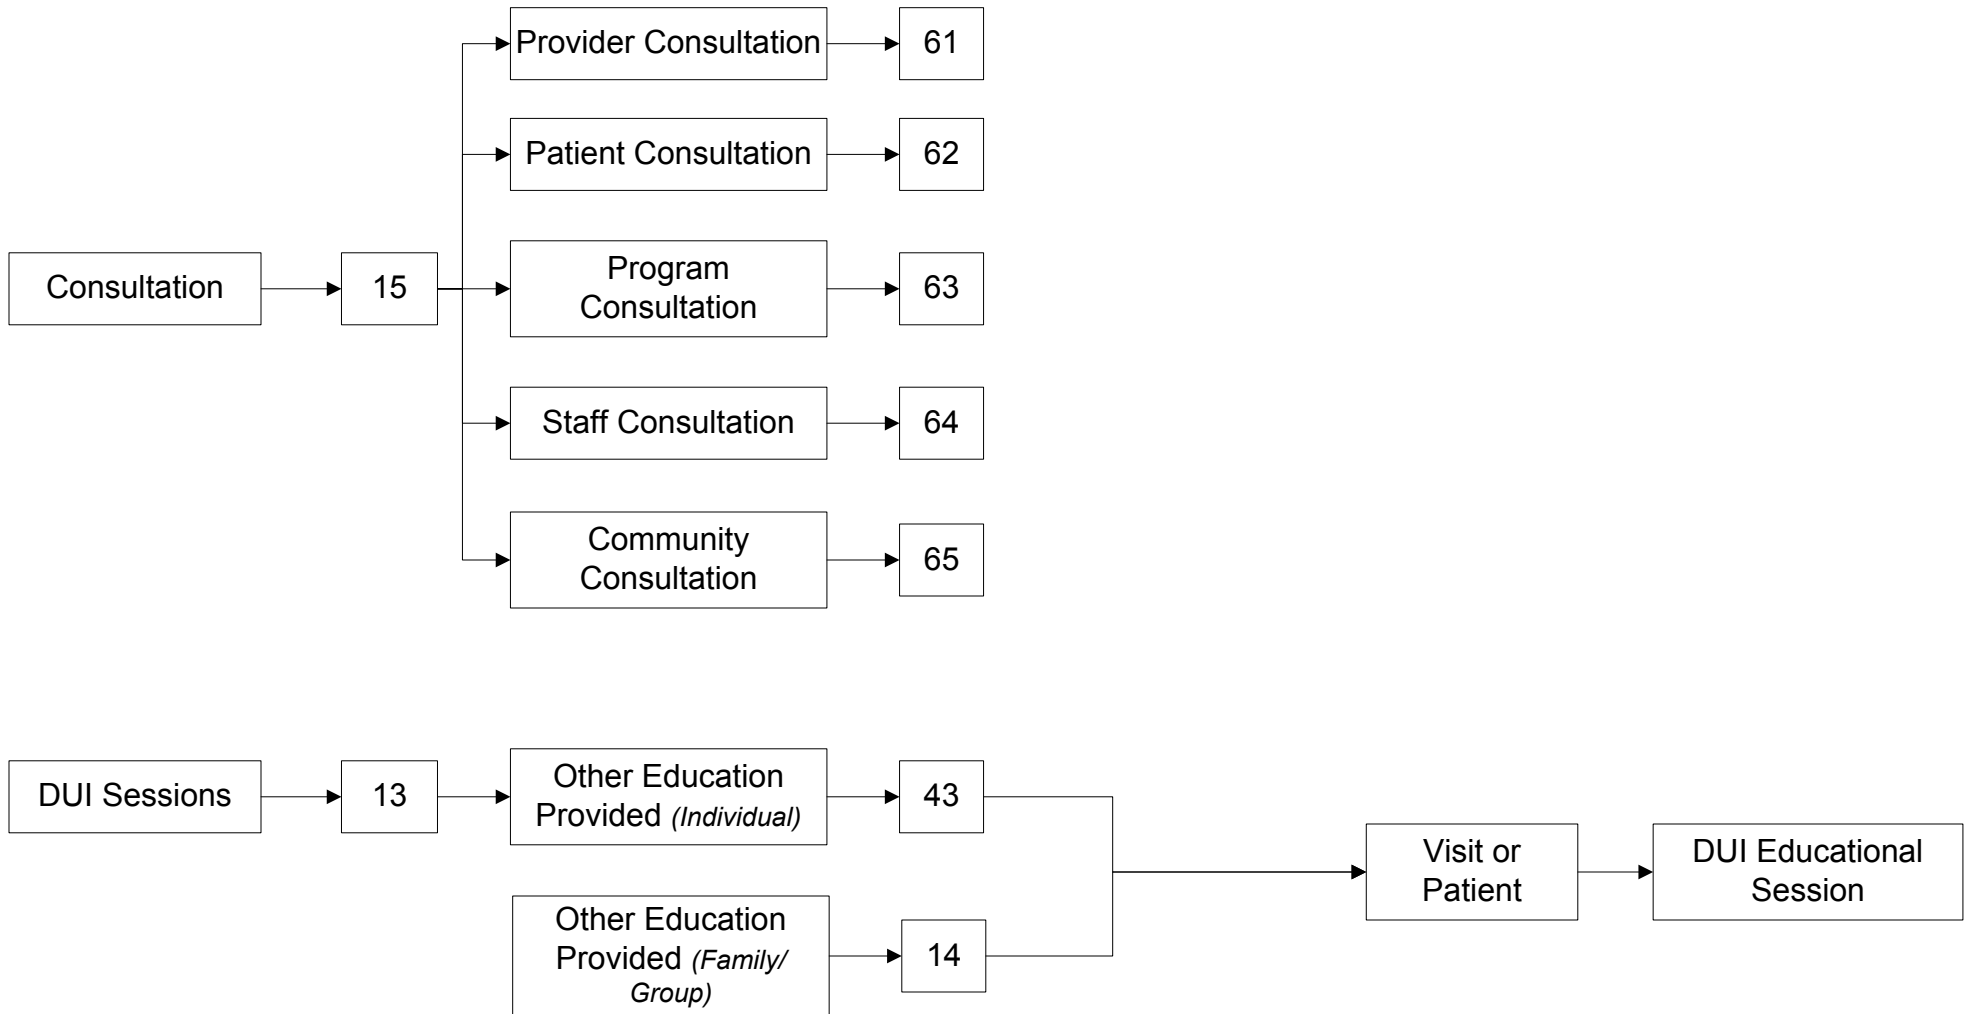 Provider Consultation
61
Patient Consultation
62
Consultation
15
Program
Consultation
63
Staff Consultation
64
Community
Consultation
65
DUI Sessions
13
Other Education
Provided (Individual)
43
Visit or
Patient
DUI Educational
Session
Other Education
Provided (Family/
Group)
14